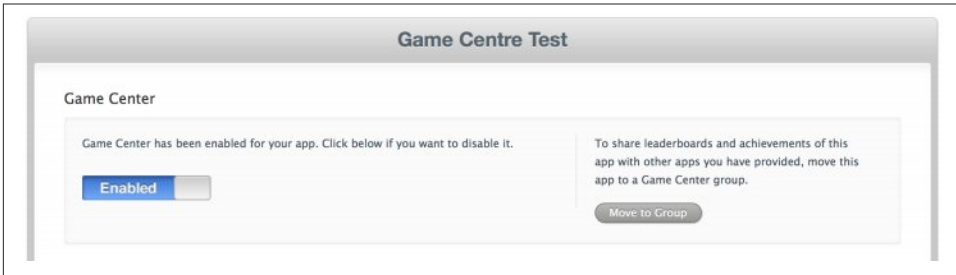 Game Centre Test
Game Center
Game Center has been enabled for your app. Click below if you want to disable it.
Enabled
To share leaderboards and achievements of this
app with other apps you have provided, move this
app to a Game Center group.
Move to Group